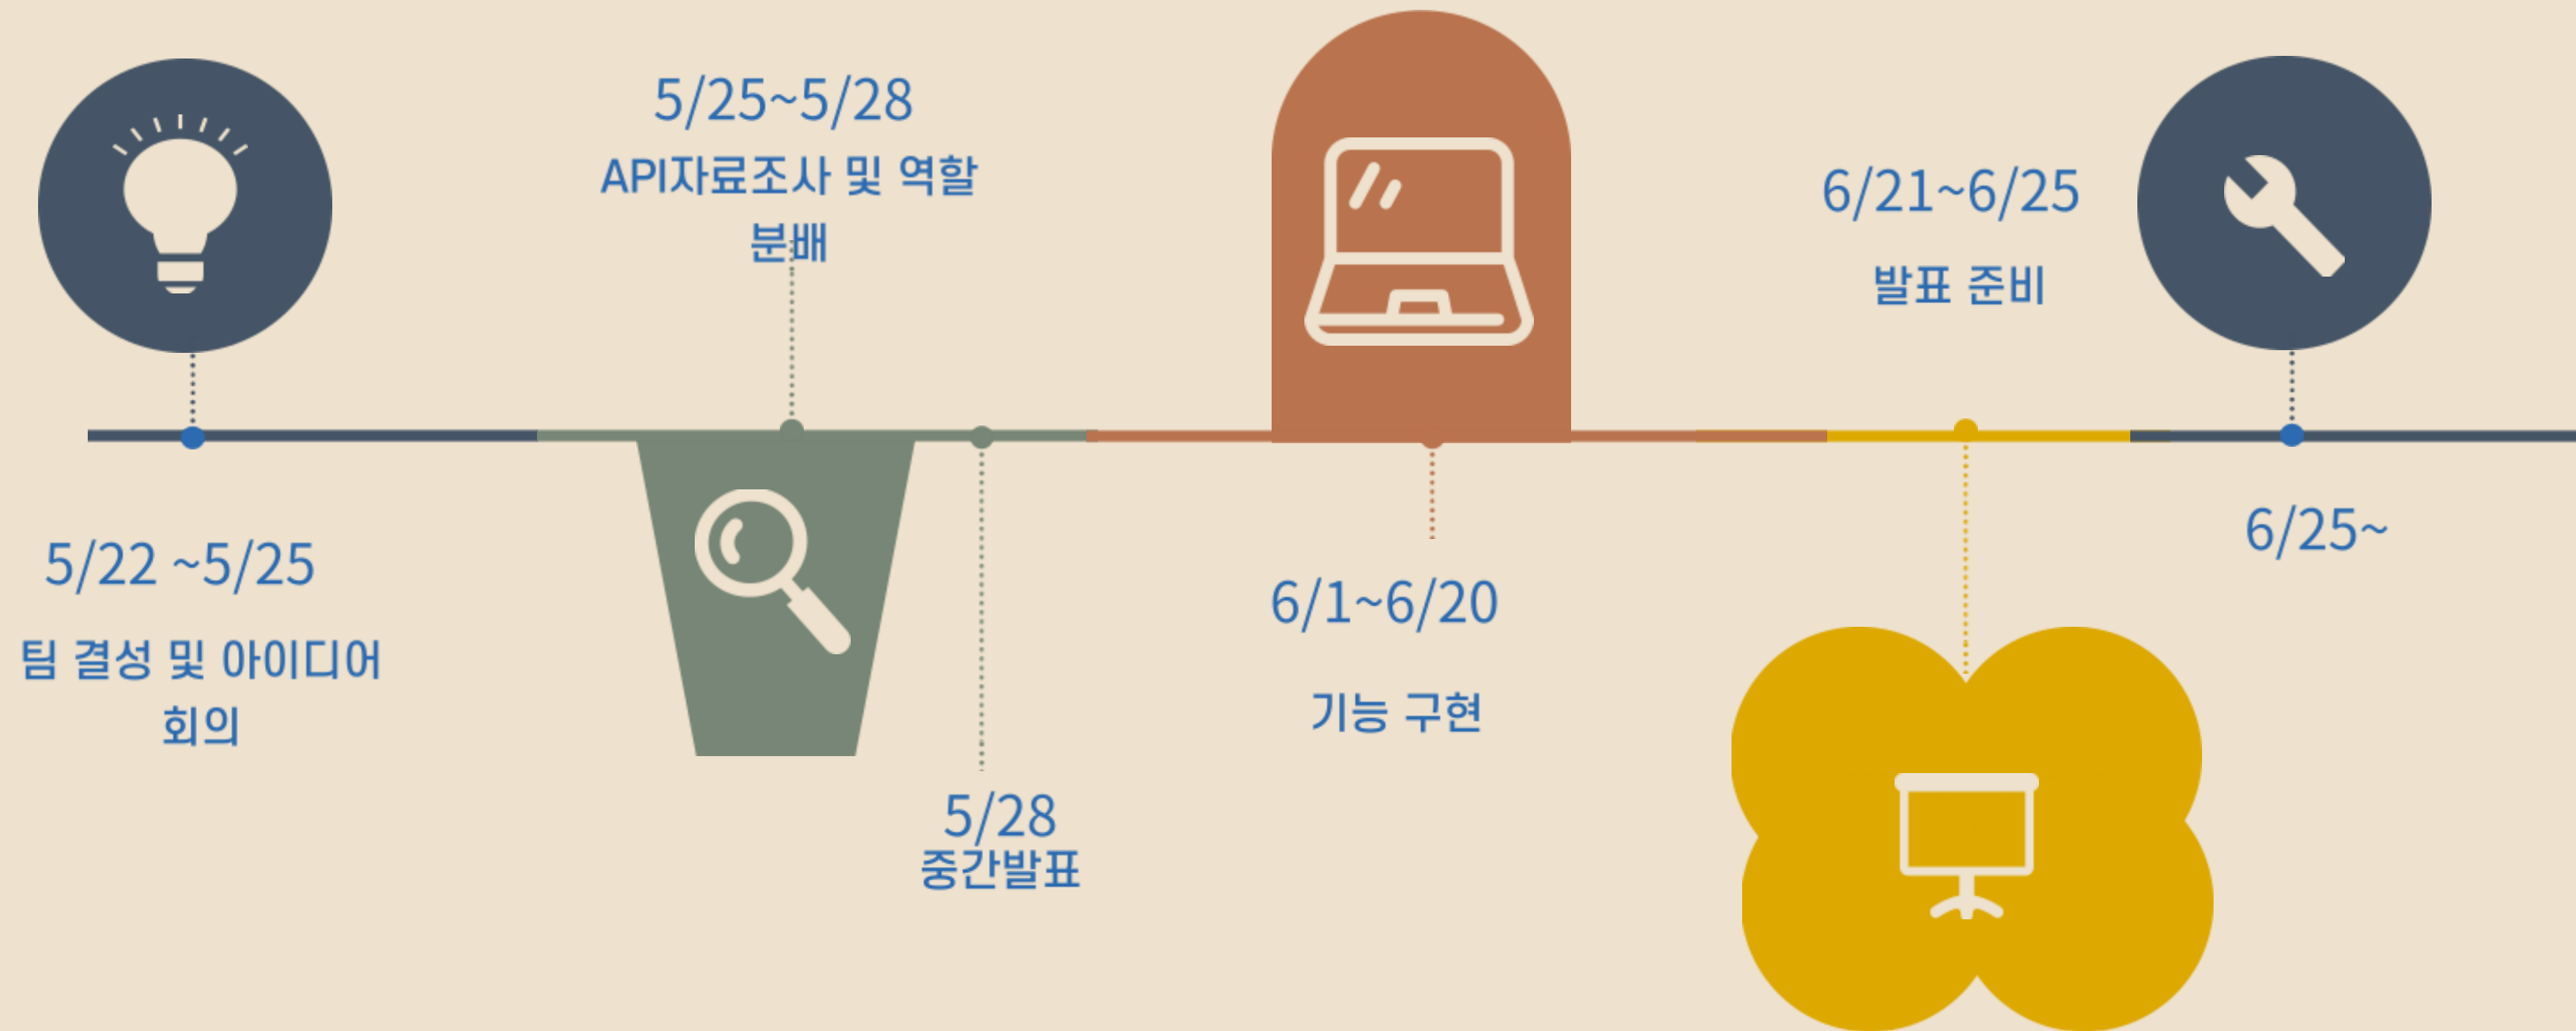 5/22 ~5/25
팀 결성 및 아이디어
회의
5/25~5/28
API자료조사 및 역할
분배
5/28
중간발표
6/1~6/20
기능 구현
6/21~6/25
발표 준비
6/25~